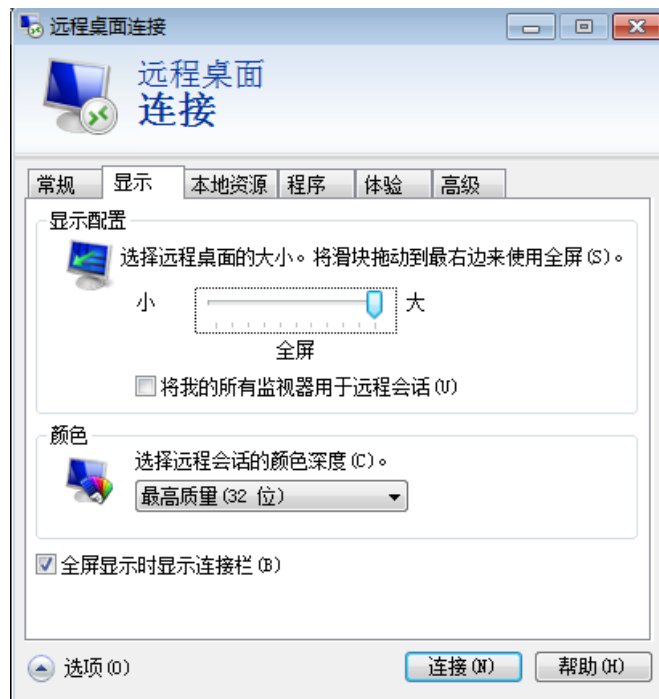 远程桌面连接
远程桌面
连接
常规 显示 本地资源 程序 体验 高级
显示配置
选择远程桌面的大小。将滑块拖动到最右边来使用全屏(S)。
小 大
全屏
将我的所有监视器用于远程会话(U)
颜色
选择远程会话的颜色深度(C)。
最高质量(32 位)
全屏显示时显示连接栏(B)
选项(O) 连接(N) 帮助(H)